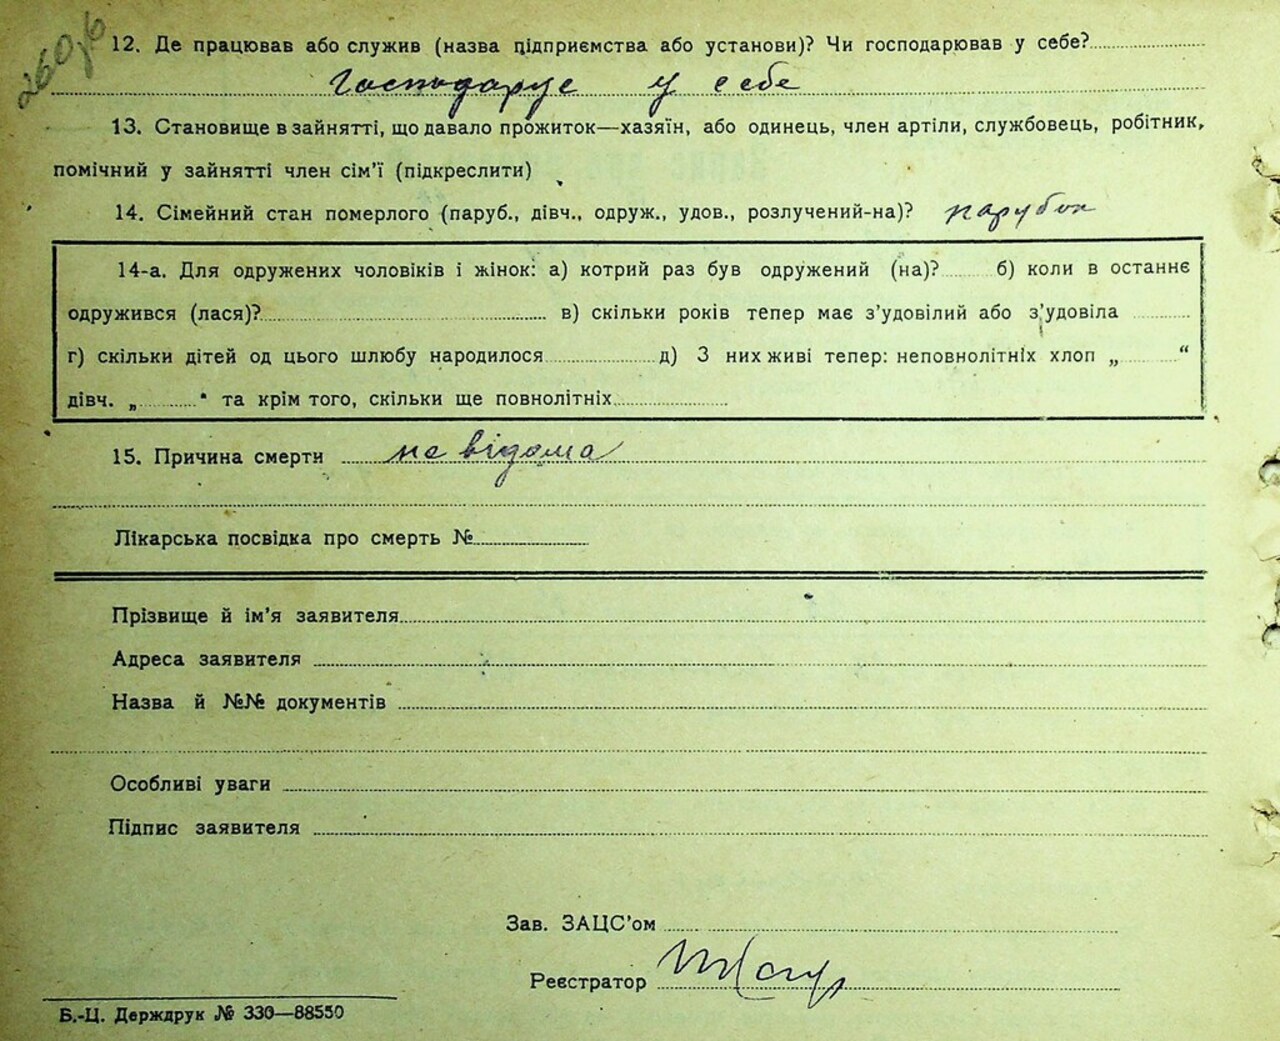 260 зв
12. Де працював або служив (назва підприємства або установи)? Чи господарював у себе?
Господарує у себе
13. Становище в зайнятті, що давало прожиток—хазяїн, або одинець, член артіли, службовець, робітник,
помічний у зайнятті член сім’ї (підкреслити)
14. Сімейний стан померлого (паруб., дівч., одруж., удов., розлучений-на)? парубок
14-а. Для одружених чоловіків і жінок: а) котрий раз був одружений (на)? б) коли в останнє
одружився (лася)? в) скільки років тепер має з’удовілий або з’удовіла
г) скільки дітей од цього шлюбу народилося д) З них живі тепер: неповнолітніх хлоп „ “
дівч. „ “ та крім того, скільки ще повнолітніх
15. Причина смерти не відома
Лікарська посвідка про смерть №
Прізвище й ім’я заявителя
Адреса заявителя
Назва й №№ документів
Особливі уваги
Підпис заявителя
Зав. ЗАЦС’ом
Реєстратор
Б.-Ц. Держдрук № 330—88550